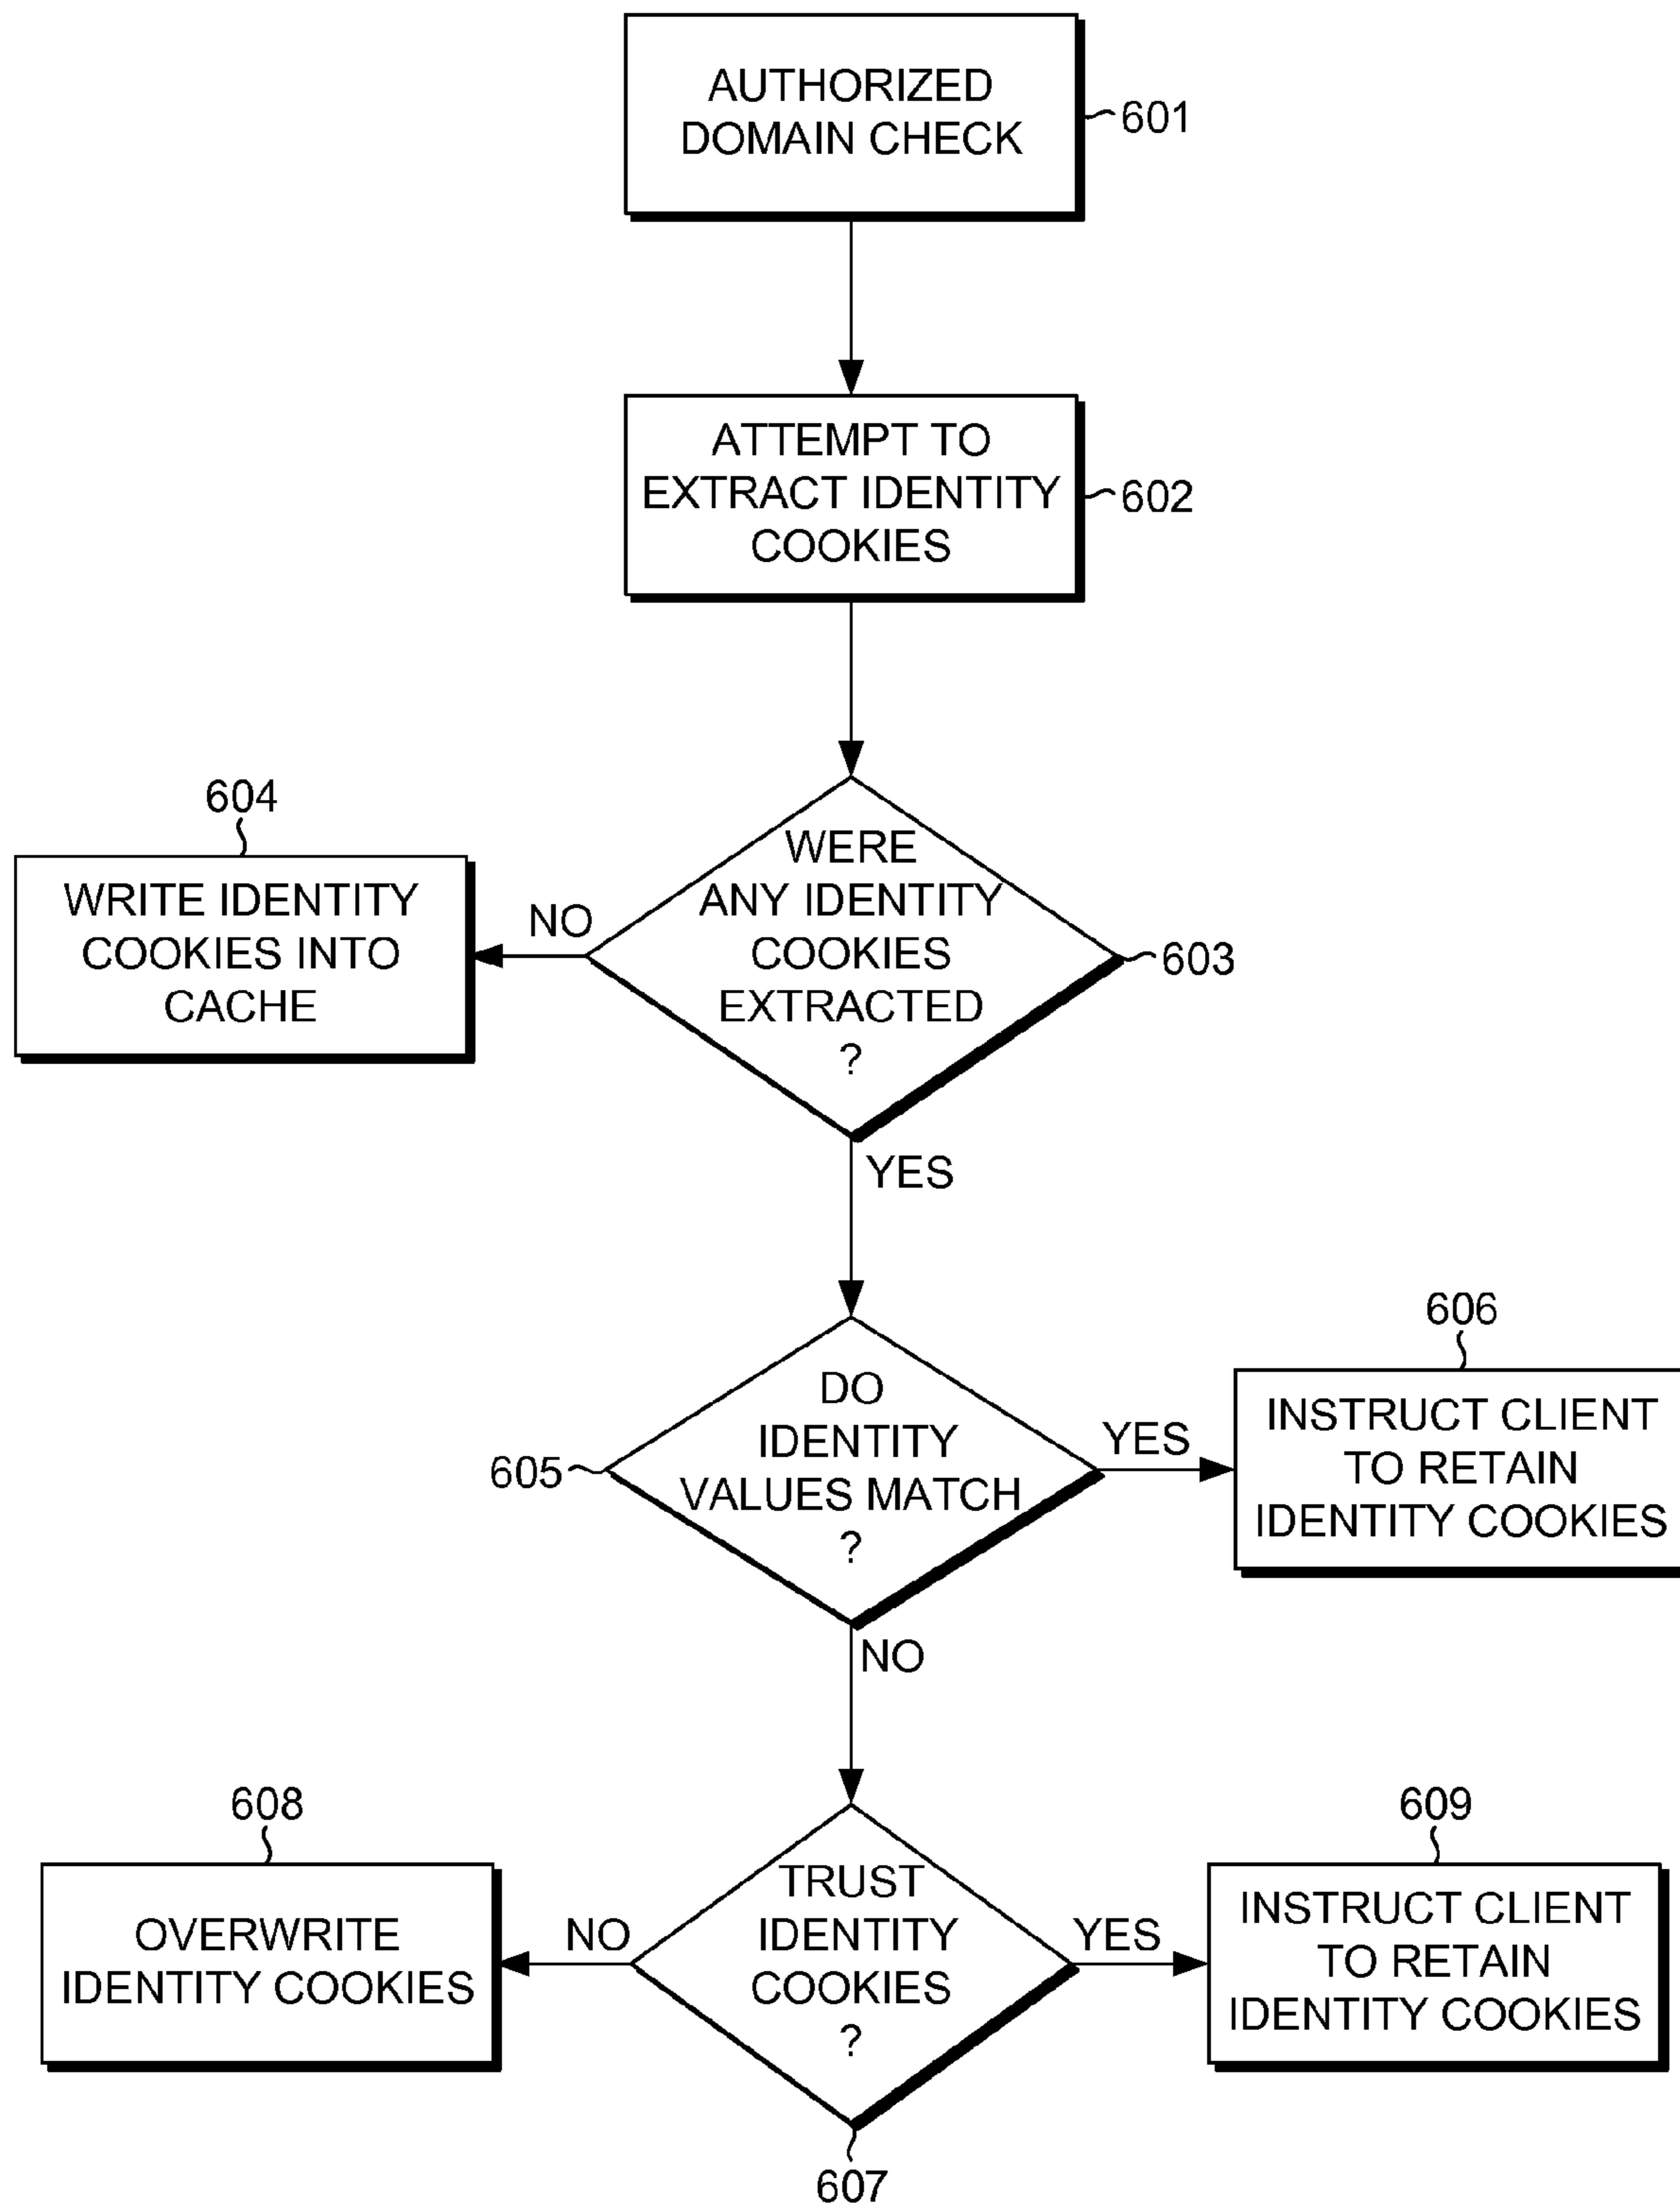 AUTHORIZED
DOMAIN CHECK
601
ATTEMPT TO
EXTRACT IDENTITY
COOKIES
602
604
WRITE IDENTITY
COOKIES INTO
CACHE
NO
WERE
ANY IDENTITY
COOKIES
EXTRACTED
?
603
YES
605
DO
IDENTITY
VALUES MATCH
?
YES
606
INSTRUCT CLIENT
TO RETAIN
IDENTITY COOKIES
NO
608
OVERWRITE
IDENTITY COOKIES
NO
TRUST
IDENTITY
COOKIES
?
YES
609
INSTRUCT CLIENT
TO RETAIN
IDENTITY COOKIES
607